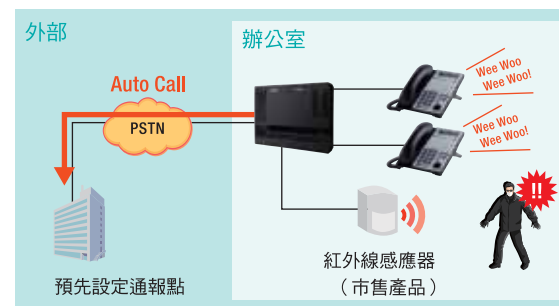 外部
辦公室
Auto Call
PSTN
Wee Woo
Wee Woo!
Wee Woo
Wee Woo!
!!
預先設定通報點
紅外線感應器
（市售產品）